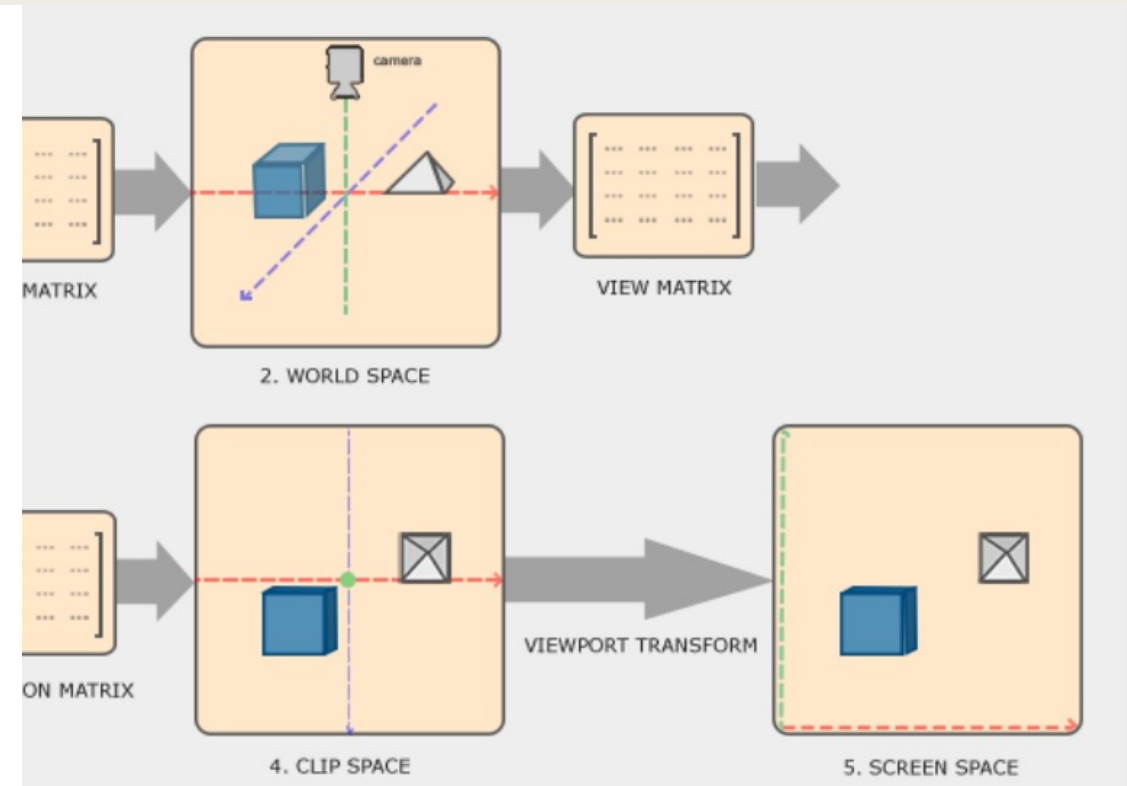 camera
MATRIX
VIEW MATRIX
2. WORLD SPACE
VIEWPORT TRANSFORM
ON MATRIX
4. CLIP SPACE
5. SCREEN SPACE